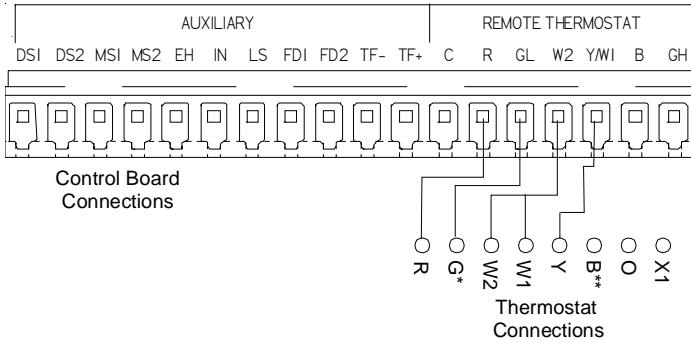 AUXILIARY REMOTE THERMOSTAT
DS1 DS2 MS1 MS2 EH IN LS FD1 FD2 TF- TF+ C R GL W2 Y/W1 B GH
Control Board
Connections
R G* W2 W1 Y B** O X1
Thermostat
Connections